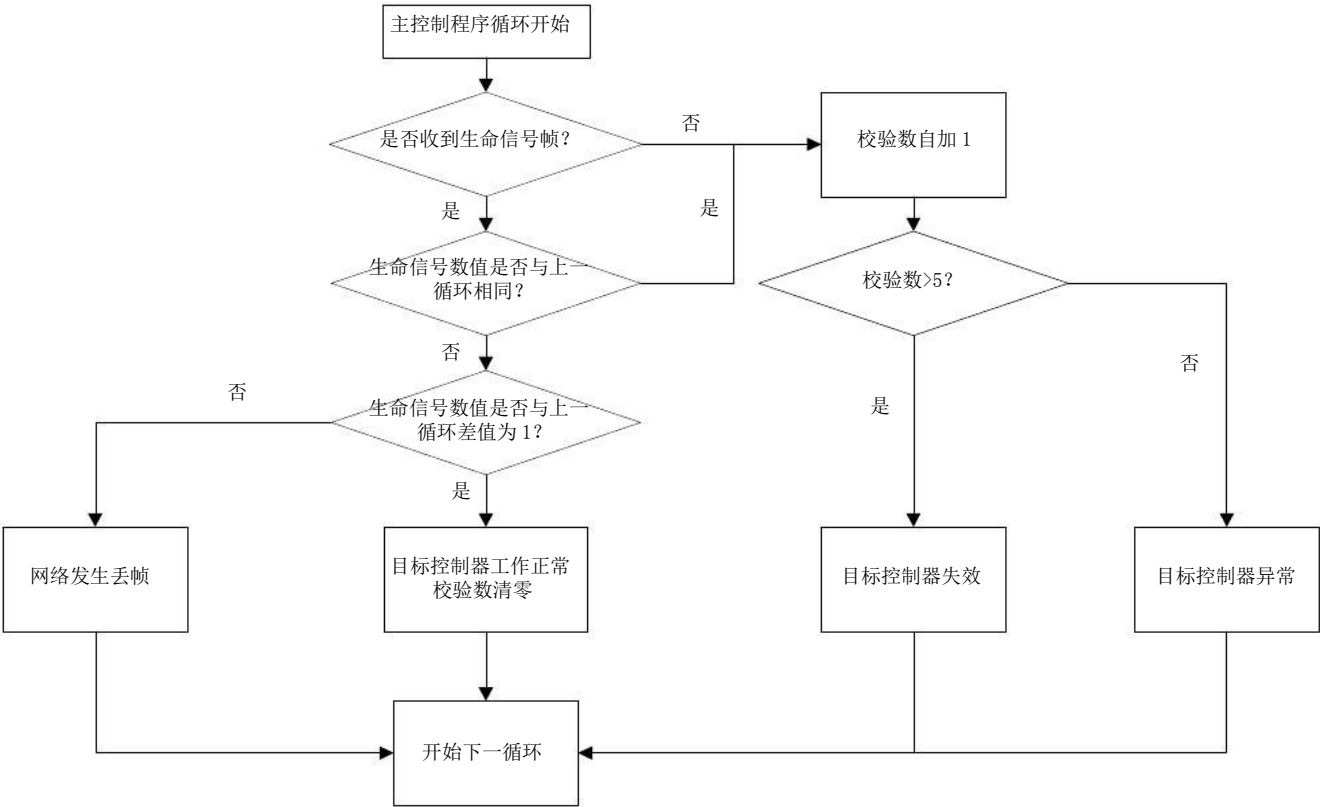 主控制程序循环开始
是否收到生命信号帧？
否
校验数自加 1
是
是
生命信号数值是否与上一
循环相同？
校验数>5？
否
否
生命信号数值是否与上一
循环差值为 1？
是
否
是
网络发生丢帧
目标控制器工作正常
校验数清零
目标控制器失效
目标控制器异常
开始下一循环